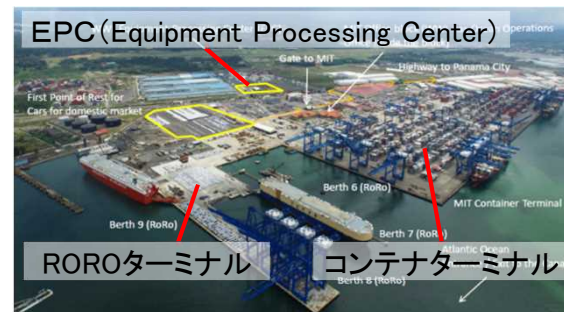 EPC(Equipment Processing Center)
Gate to MIT
Highway to Panama City
First Point of Rest for
Cars for domestic market
Berth 6 (RoRo)
MIT Container Terminal
Berth 9 (RoRo)
Berth 7 (RoRo)
Atlantic Ocean
ROROターミナル
コンテナターミナル
Berth 8 (RoRo)